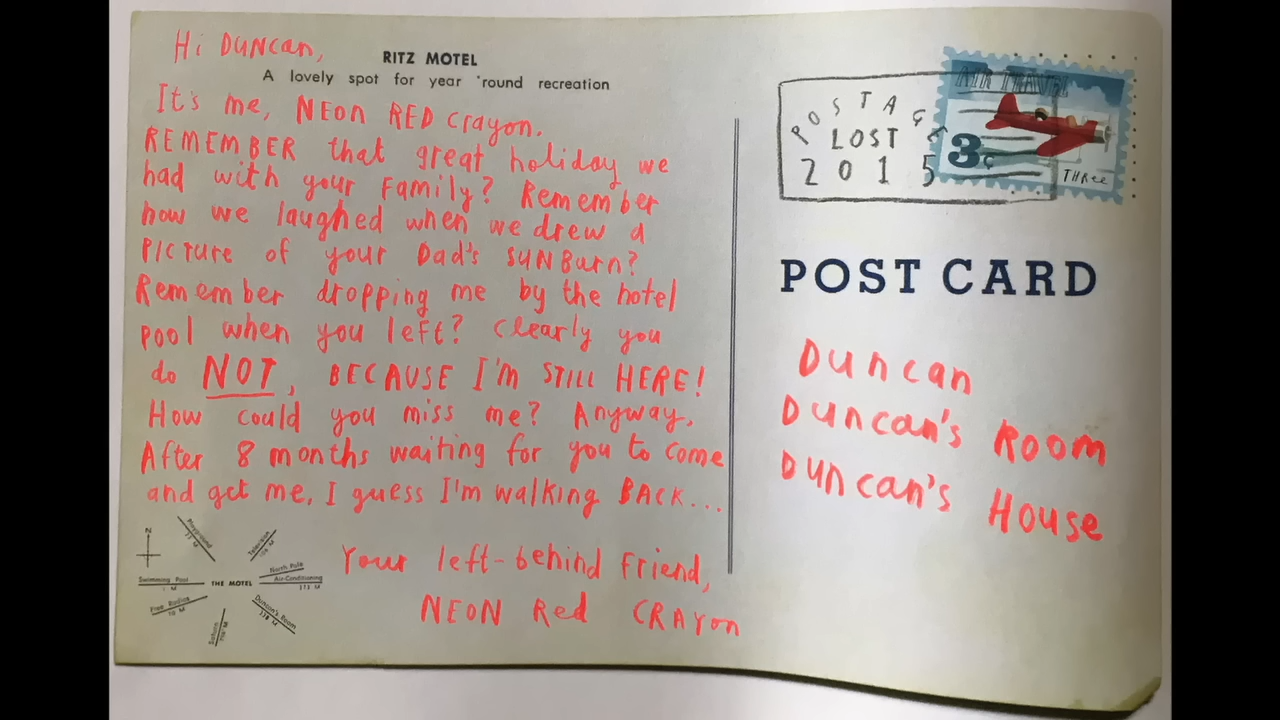 Hi Duncan,
RITZ MOTEL
A lovely spot for year 'round recreation
It's me, NEON RED crayon.
REMEMBER that great holiday we
had with your Family? Remember
how we laughed when we drew a
Picture of your Dad's SUNBurn?
Remember dropping me by the hotel
pool when you left? Clearly you
do NOT, BECAUSE I'M STILL HERE!
How could you miss me? Anyway,
After 8 months waiting for you to come
and get me, I guess I'm walking BACK...
Your left-behind friend,
NEON Red CRAYon
N
Playground
Television
North Pole
Swimming Pool
THE MOTEL
Air-Conditioning
Free Radios
Duncan's Room
POSTAGE
LOST
2015
AIR TRAVEL
3c
THRee
POST CARD
Duncan
Duncan's Room
Duncan's House